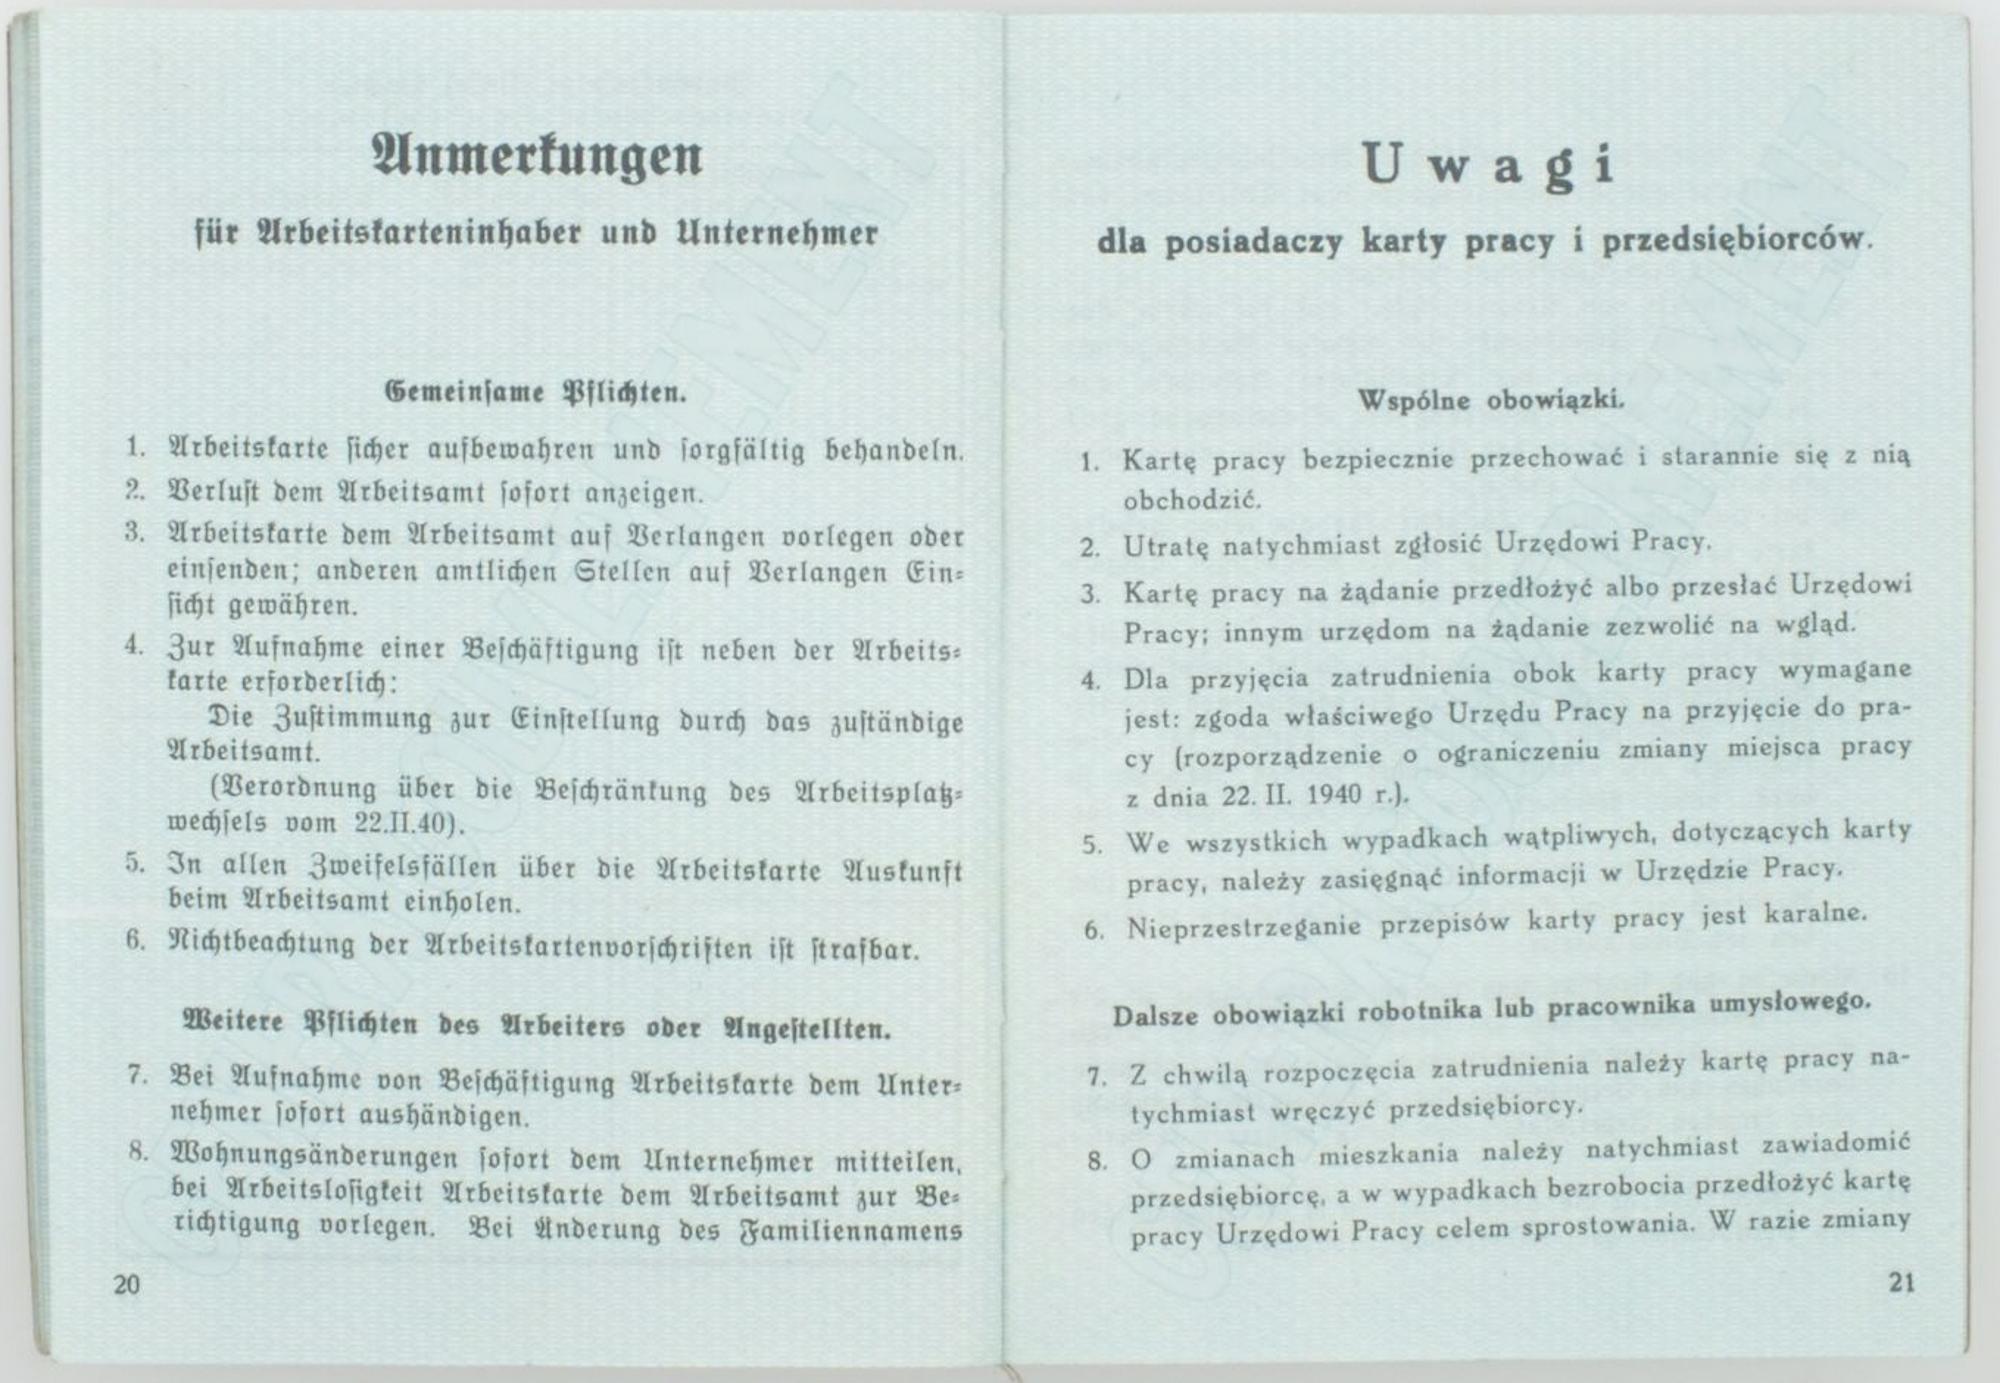 Anmerkungen
für Arbeitskarteninhaber und Unternehmer
Gemeinsame Pflichten.
1. Arbeitskarte sicher aufbewahren und sorgfältig behandeln.
2. Verlust dem Arbeitsamt sofort anzeigen.
3. Arbeitskarte dem Arbeitsamt auf Verlangen vorlegen oder
einsenden; anderen amtlichen Stellen auf Verlangen Ein-
sicht gewähren.
4. Zur Aufnahme einer Beschäftigung ist neben der Arbeits-
karte erforderlich:
Die Zustimmung zur Einstellung durch das zuständige
Arbeitsamt.
(Verordnung über die Beschränkung des Arbeitsplatz-
wechsels vom 22.II.40).
5. In allen Zweifelsfällen über die Arbeitskarte Auskunft
beim Arbeitsamt einholen.
6. Nichtbeachtung der Arbeitskartenvorschriften ist strafbar.
Weitere Pflichten des Arbeiters oder Angestellten.
7. Bei Aufnahme von Beschäftigung Arbeitskarte dem Unter-
nehmer sofort aushändigen.
8. Wohnungsänderungen sofort dem Unternehmer mitteilen,
bei Arbeitslosigkeit Arbeitskarte dem Arbeitsamt zur Be-
richtigung vorlegen. Bei Änderung des Familiennamens
20
Uwagi
dla posiadaczy karty pracy i przedsiębiorców.
Wspólne obowiązki.
1. Kartę pracy bezpiecznie przechować i starannie się z nią
obchodzić.
2. Utratę natychmiast zgłosić Urzędowi Pracy.
3. Kartę pracy na żądanie przedłożyć albo przesłać Urzędowi
Pracy; innym urzędom na żądanie zezwolić na wgląd.
4. Dla przyjęcia zatrudnienia obok karty pracy wymagane
jest: zgoda właściwego Urzędu Pracy na przyjęcie do pra-
cy (rozporządzenie o ograniczeniu zmiany miejsca pracy
z dnia 22. II. 1940 r.).
5. We wszystkich wypadkach wątpliwych, dotyczących karty
pracy, należy zasięgnąć informacji w Urzędzie Pracy.
6. Nieprzestrzeganie przepisów karty pracy jest karalne.
Dalsze obowiązki robotnika lub pracownika umysłowego.
7. Z chwilą rozpoczęcia zatrudnienia należy kartę pracy na-
tychmiast wręczyć przedsiębiorcy.
8. O zmianach mieszkania należy natychmiast zawiadomić
przedsiębiorcę, a w wypadkach bezrobocia przedłożyć kartę
pracy Urzędowi Pracy celem sprostowania. W razie zmiany
21